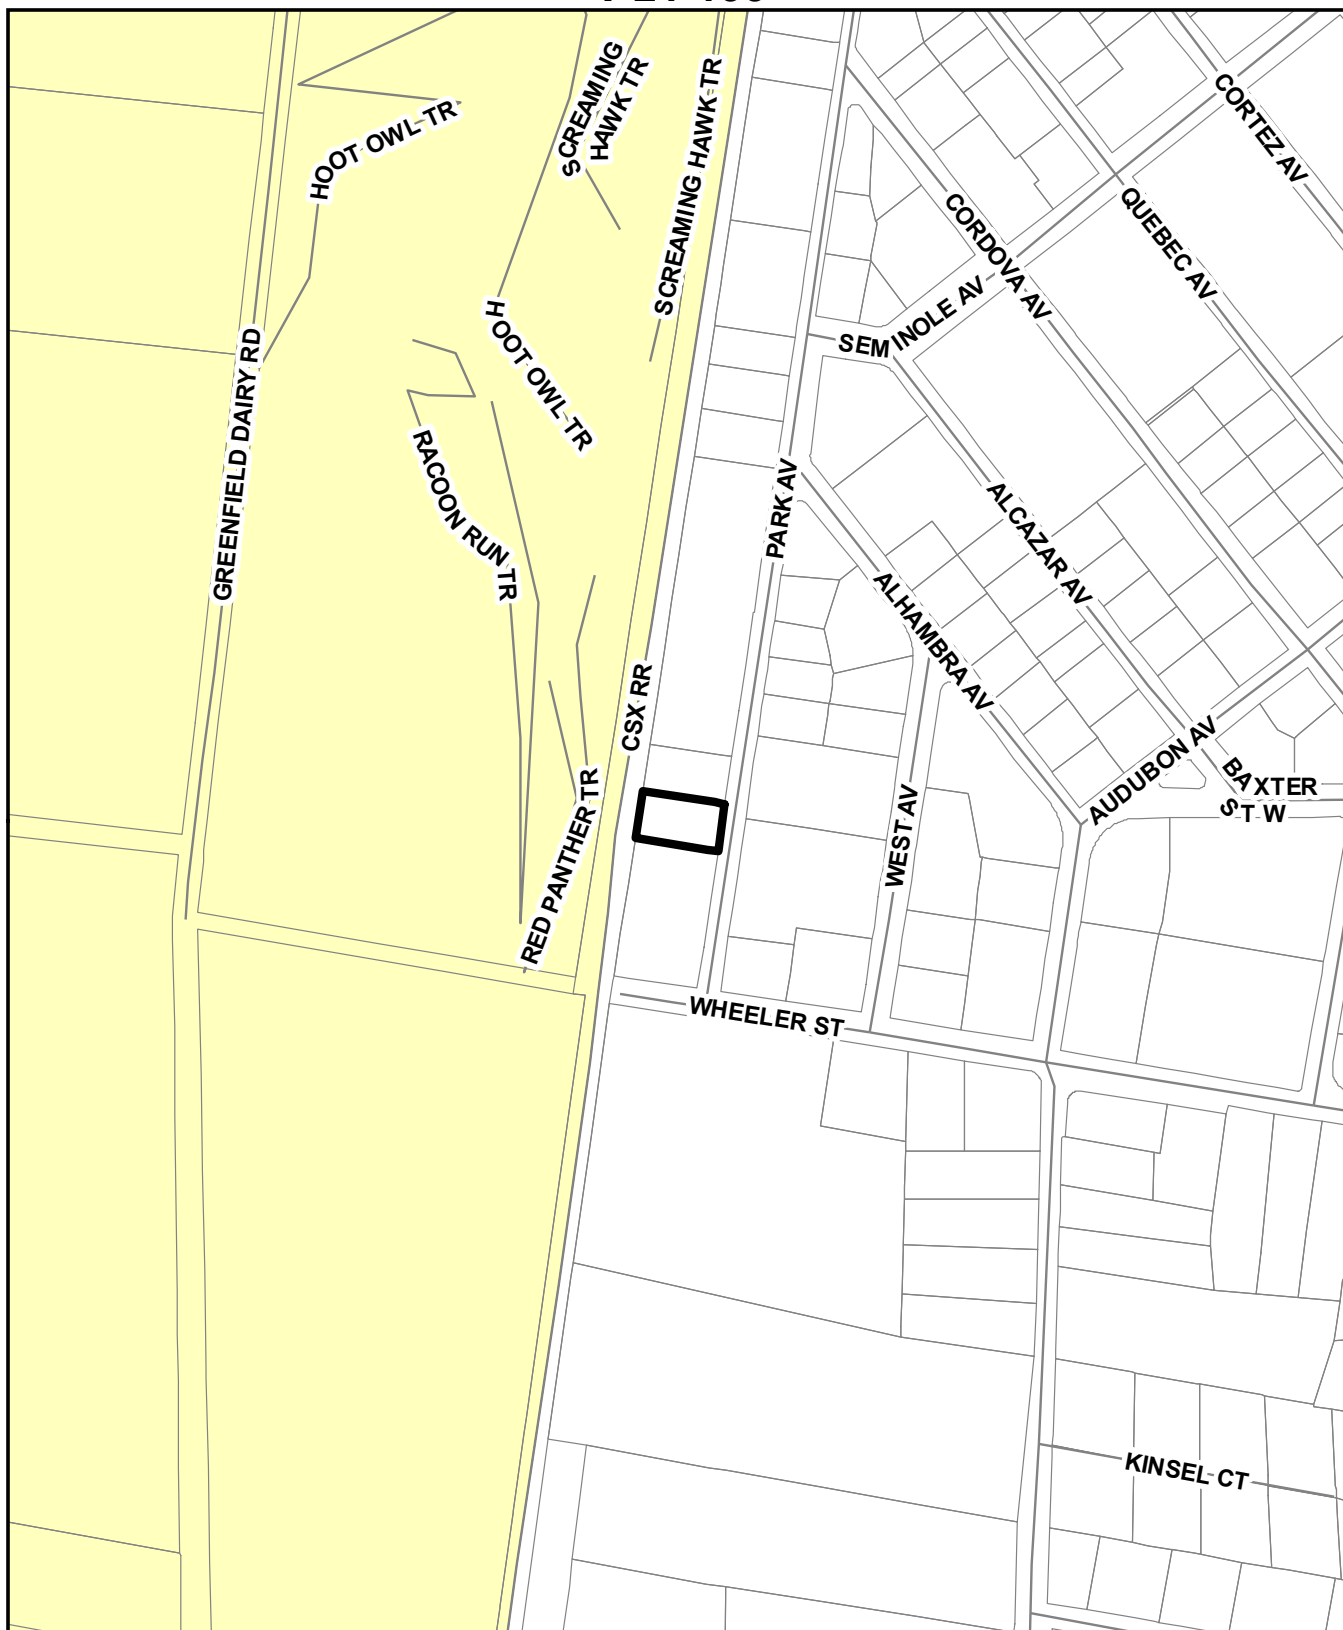 HOOT OWL TR
SCREAMING
HAWK TR
SCREAMING HAWK TR
CORTEZ AV
QUEBEC AV
CORDOVA AV
SEMINOLE AV
HOOT OWL TR
GREENFIELD DAIRY RD
RACOON RUN TR
PARK AV
ALCAZAR AV
ALHAMBRA AV
CSX RR
AUDUBON AV
BAXTER
ST W
WEST AV
RED PANTHER TR
WHEELER ST
KINSEL CT